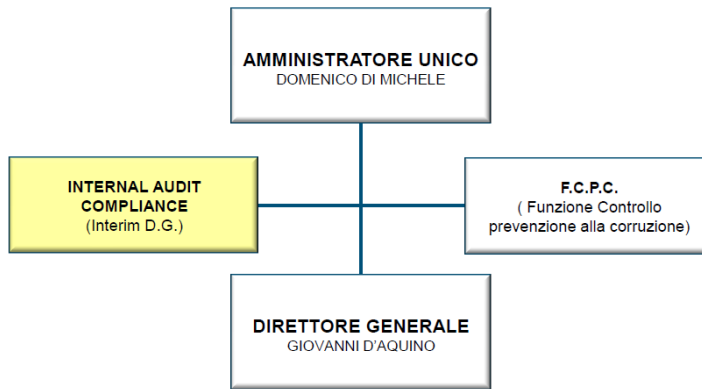 AMMINISTRATORE UNICO
DOMENICO DI MICHELE
INTERNAL AUDIT
COMPLIANCE
(Interim D.G.)
F.C.P.C.
( Funzione Controllo
prevenzione alla corruzione)
DIRETTORE GENERALE
GIOVANNI D'AQUINO